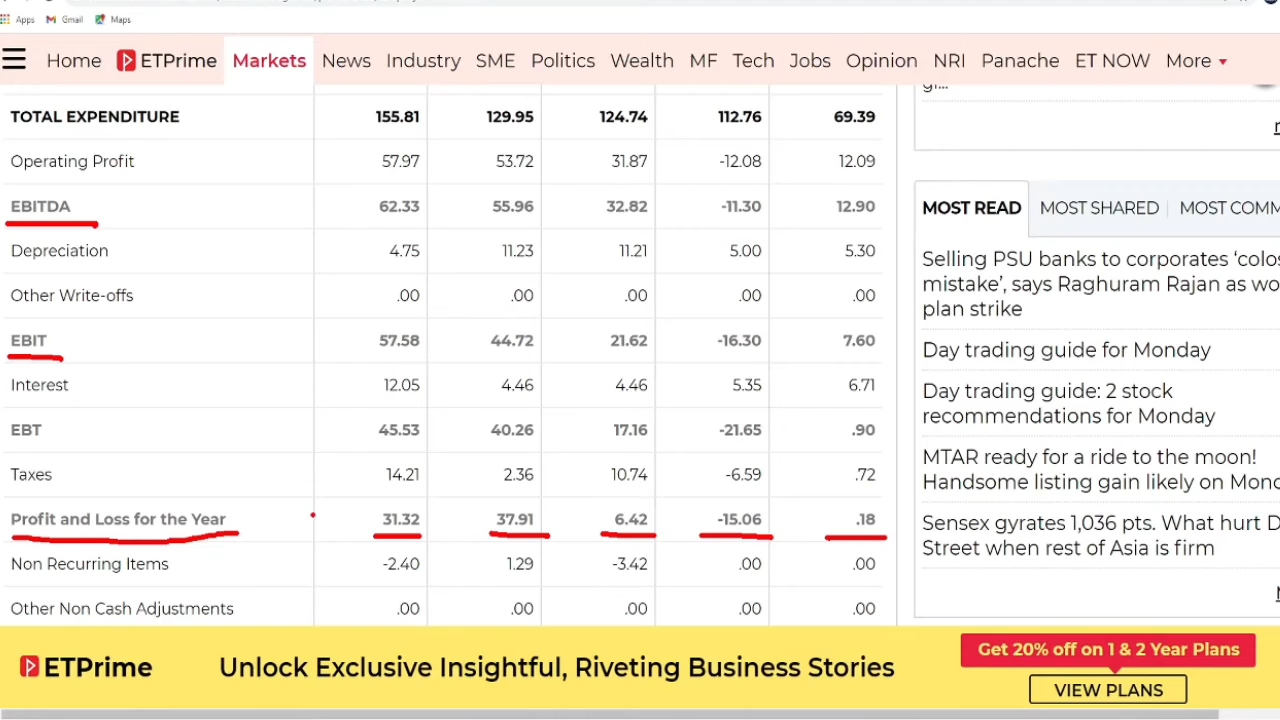 Apps Gmail Maps
Home ETPrime Markets News Industry SME Politics Wealth MF Tech Jobs Opinion NRI Panache ET NOW More
TOTAL EXPENDITURE 155.81 129.95 124.74 112.76 69.39
Operating Profit 57.97 53.72 31.87 -12.08 12.09
EBITDA 62.33 55.96 32.82 -11.30 12.90
Depreciation 4.75 11.23 11.21 5.00 5.30
Other Write-offs .00 .00 .00 .00 .00
EBIT 57.58 44.72 21.62 -16.30 7.60
Interest 12.05 4.46 4.46 5.35 6.71
EBT 45.53 40.26 17.16 -21.65 .90
Taxes 14.21 2.36 10.74 -6.59 .72
Profit and Loss for the Year 31.32 37.91 6.42 -15.06 .18
Non Recurring Items -2.40 1.29 -3.42 .00 .00
Other Non Cash Adjustments .00 .00 .00 .00 .00
MOST READ MOST SHARED MOST COMM
Selling PSU banks to corporates ‘colos
mistake’, says Raghuram Rajan as wo
plan strike
Day trading guide for Monday
Day trading guide: 2 stock
recommendations for Monday
MTAR ready for a ride to the moon!
Handsome listing gain likely on Mond
Sensex gyrates 1,036 pts. What hurt D
Street when rest of Asia is firm
ETPrime Unlock Exclusive Insightful, Riveting Business Stories
Get 20% off on 1 & 2 Year Plans
VIEW PLANS